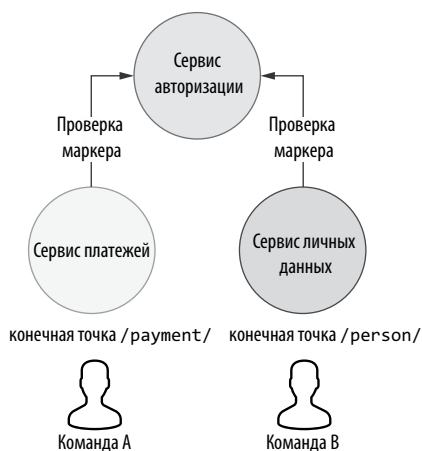 Сервис
авторизации
Проверка
маркера
Проверка
маркера
Сервис платежей
Сервис личных
данных
конечная точка /payment/
конечная точка /person/
Команда A
Команда B